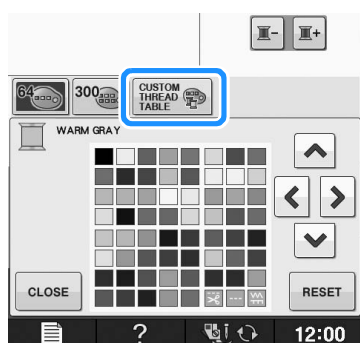 - +
64 300 CUSTOM
THREAD
TABLE
WARM GRAY
CLOSE RESET
? 12:00